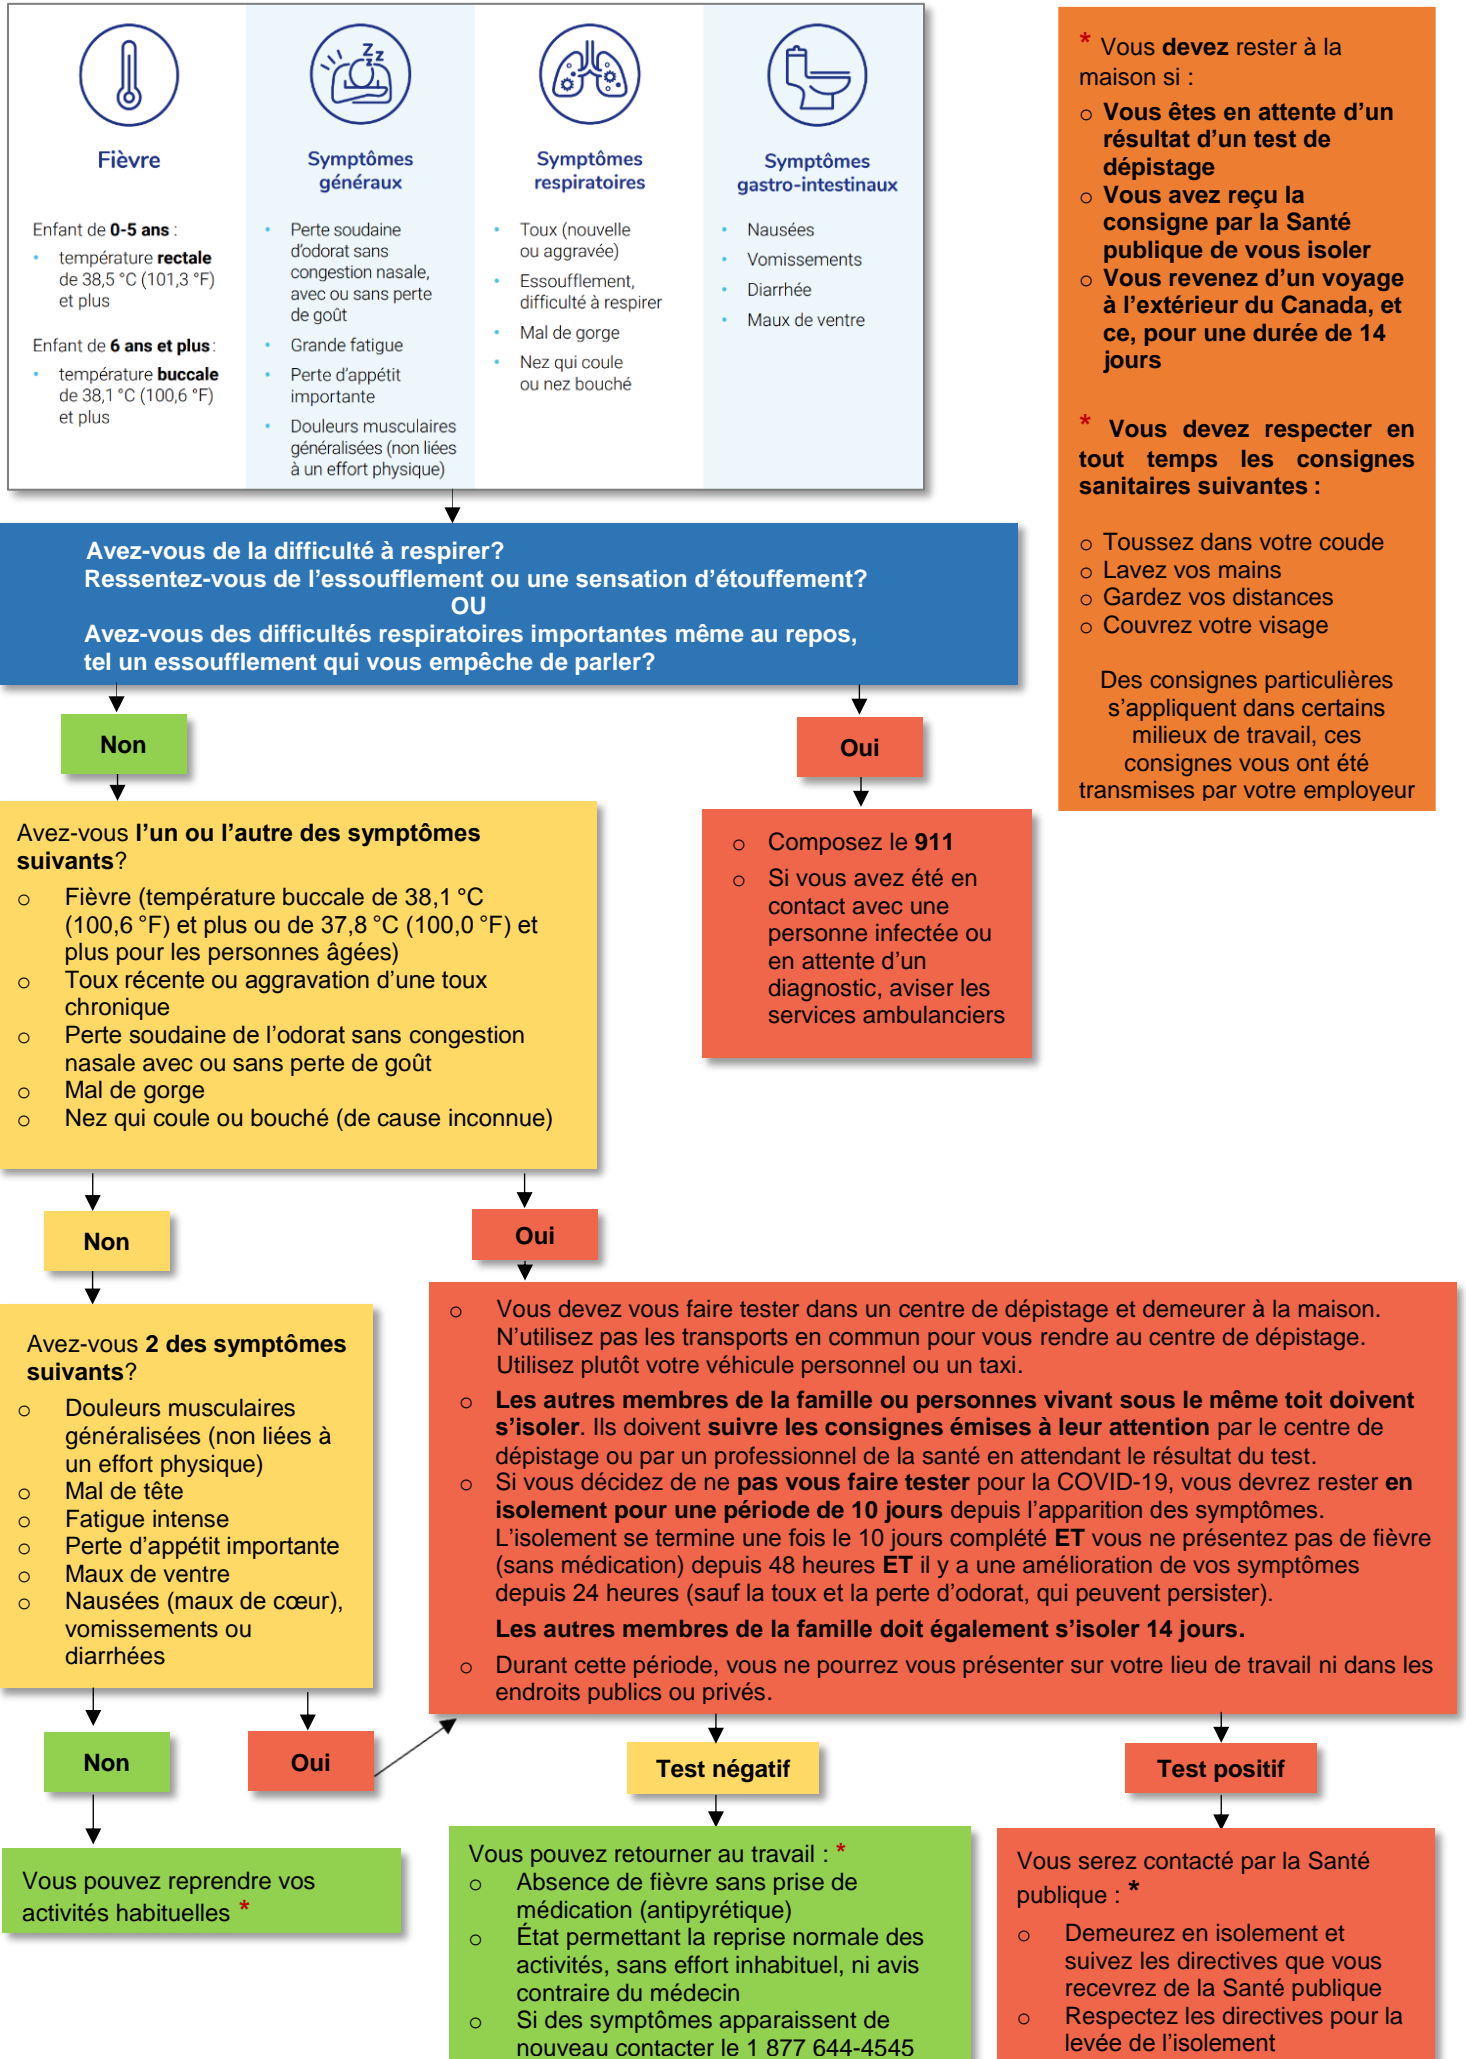 Fièvre
Enfant de 0-5 ans :
• température rectale
de 38,5 °C (101,3 °F)
et plus
Enfant de 6 ans et plus :
• température buccale
de 38,1 °C (100,6 °F)
et plus
zzz
Symptômes
généraux
• Perte soudaine
d'odorat sans
congestion nasale,
avec ou sans perte
de goût
• Grande fatigue
• Perte d'appétit
importante
• Douleurs musculaires
généralisées (non liées
à un effort physique)
Symptômes
respiratoires
• Toux (nouvelle
ou aggravée)
• Essoufflement,
difficulté à respirer
• Mal de gorge
• Nez qui coule
ou nez bouché
Symptômes
gastro-intestinaux
• Nausées
• Vomissements
• Diarrhée
• Maux de ventre
* Vous devez rester à la
maison si :
o Vous êtes en attente d'un
résultat d'un test de
dépistage
o Vous avez reçu la
consigne par la Santé
publique de vous isoler
o Vous revenez d'un voyage
à l'extérieur du Canada, et
ce, pour une durée de 14
jours
* Vous devez respecter en
tout temps les consignes
sanitaires suivantes :
o Toussez dans votre coude
o Lavez vos mains
o Gardez vos distances
o Couvrez votre visage
Des consignes particulières
s'appliquent dans certains
milieux de travail, ces
consignes vous ont été
transmises par votre employeur
Avez-vous de la difficulté à respirer?
Ressentez-vous de l'essoufflement ou une sensation d'étouffement?
OU
Avez-vous des difficultés respiratoires importantes même au repos,
tel un essoufflement qui vous empêche de parler?
Non
Oui
Avez-vous l'un ou l'autre des symptômes
suivants?
o Fièvre (température buccale de 38,1 °C
(100,6 °F) et plus ou de 37,8 °C (100,0 °F) et
plus pour les personnes âgées)
o Toux récente ou aggravation d'une toux
chronique
o Perte soudaine de l'odorat sans congestion
nasale avec ou sans perte de goût
o Mal de gorge
o Nez qui coule ou bouché (de cause inconnue)
o Composez le 911
o Si vous avez été en
contact avec une
personne infectée ou
en attente d'un
diagnostic, aviser les
services ambulanciers
Non
Oui
Avez-vous 2 des symptômes
suivants?
o Douleurs musculaires
généralisées (non liées à
un effort physique)
o Mal de tête
o Fatigue intense
o Perte d'appétit importante
o Maux de ventre
o Nausées (maux de cœur),
vomissements ou
diarrhées
o Vous devez vous faire tester dans un centre de dépistage et demeurer à la maison.
N'utilisez pas les transports en commun pour vous rendre au centre de dépistage.
Utilisez plutôt votre véhicule personnel ou un taxi.
o Les autres membres de la famille ou personnes vivant sous le même toit doivent
s'isoler. Ils doivent suivre les consignes émises à leur attention par le centre de
dépistage ou par un professionnel de la santé en attendant le résultat du test.
o Si vous décidez de ne pas vous faire tester pour la COVID-19, vous devrez rester en
isolement pour une période de 10 jours depuis l'apparition des symptômes.
L'isolement se termine une fois le 10 jours complété ET vous ne présentez pas de fièvre
(sans médication) depuis 48 heures ET il y a une amélioration de vos symptômes
depuis 24 heures (sauf la toux et la perte d'odorat, qui peuvent persister).
Les autres membres de la famille doit également s'isoler 14 jours.
o Durant cette période, vous ne pourrez vous présenter sur votre lieu de travail ni dans les
endroits publics ou privés.
Non
Oui
Test négatif
Test positif
Vous pouvez reprendre vos
activités habituelles *
Vous pouvez retourner au travail : *
o Absence de fièvre sans prise de
médication (antipyrétique)
o État permettant la reprise normale des
activités, sans effort inhabituel, ni avis
contraire du médecin
o Si des symptômes apparaissent de
nouveau contacter le 1 877 644-4545
Vous serez contacté par la Santé
publique : *
o Demeurez en isolement et
suivez les directives que vous
recevrez de la Santé publique
o Respectez les directives pour la
levée de l'isolement